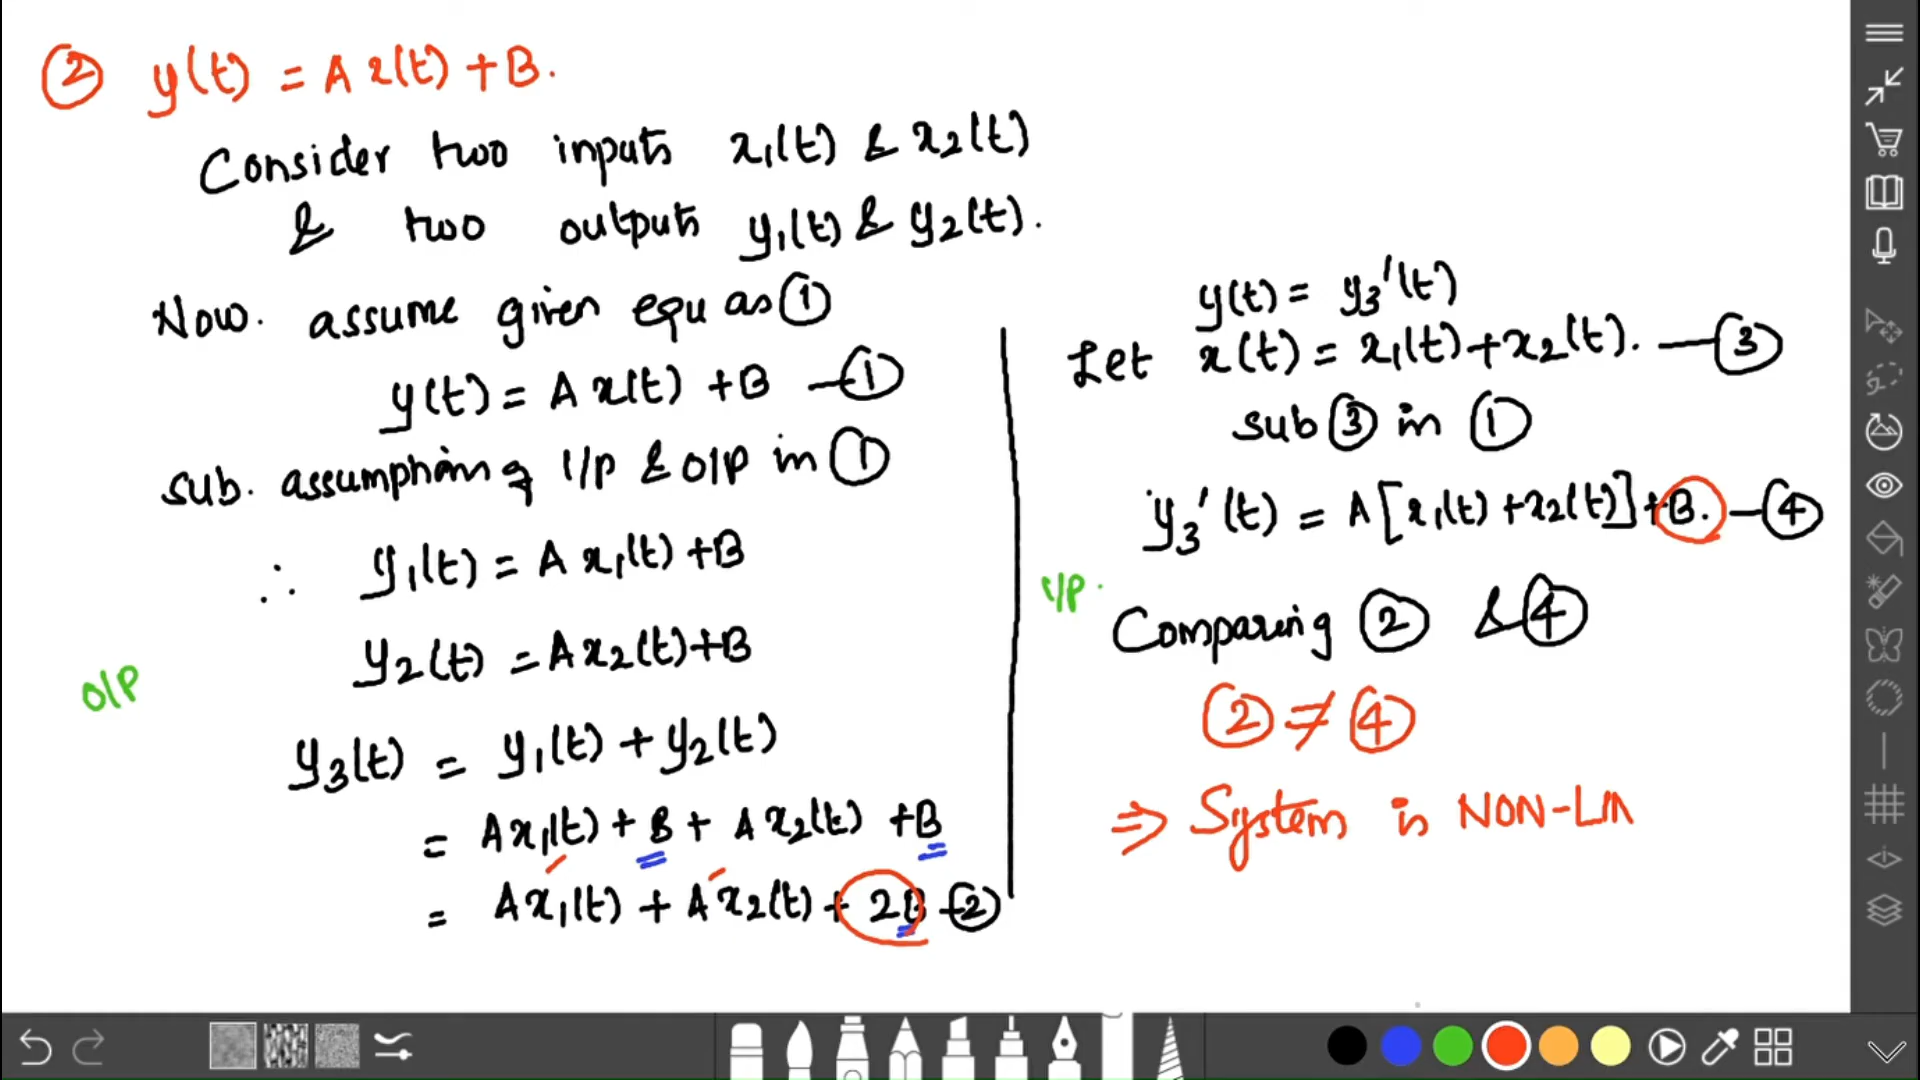 ② y(t) = A x(t) + B.
Consider two inputs x₁(t) & x₂(t)
& two outputs y₁(t) & y₂(t).
Now. assume given equ as ①
y(t) = A x(t) + B —①
sub. assumption of I/P & O/P in ①
∴ y₁(t) = A x₁(t) + B
y₂(t) = A x₂(t) + B
O/P
y₃(t) = y₁(t) + y₂(t)
= A x₁(t) + B + A x₂(t) + B
= A x₁(t) + A x₂(t) + 2B —②
y(t) = y₃'(t)
Let x(t) = x₁(t) + x₂(t). —③
sub ③ in ①
y₃'(t) = A [x₁(t) + x₂(t)] + B. —④
I/P.
Comparing ② & ④
② ≠ ④
⇒ System is NON-LIN